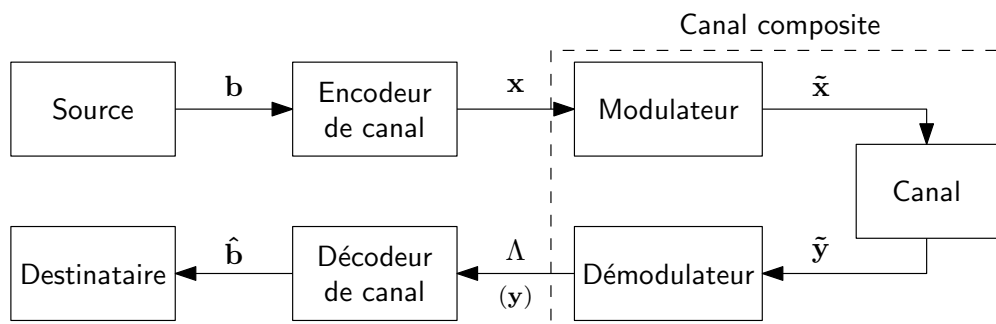 Canal composite
Source
b
Encodeur
de canal
x
Modulateur
x̃
Canal
Destinataire
b̂
Décodeur
de canal
Λ
(y)
Démodulateur
ỹ